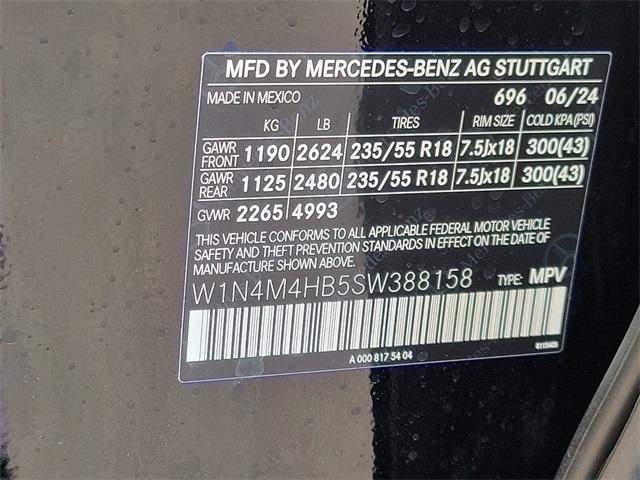 MFD BY MERCEDES-BENZ AG STUTTGART
MADE IN MEXICO 696 06/24
KG LB TIRES RIM SIZE COLD KPA (PSI)
GAWR FRONT 1190 2624 235/55 R18 7.5Jx18 300(43)
GAWR REAR 1125 2480 235/55 R18 7.5Jx18 300(43)
GVWR 2265 4993
THIS VEHICLE CONFORMS TO ALL APPLICABLE FEDERAL MOTOR VEHICLE
SAFETY AND THEFT PREVENTION STANDARDS IN EFFECT ON THE DATE OF
MANUFACTURE SHOWN ABOVE.
W1N4M4HB5SW388158 TYPE: MPV
A 000 817 54 04